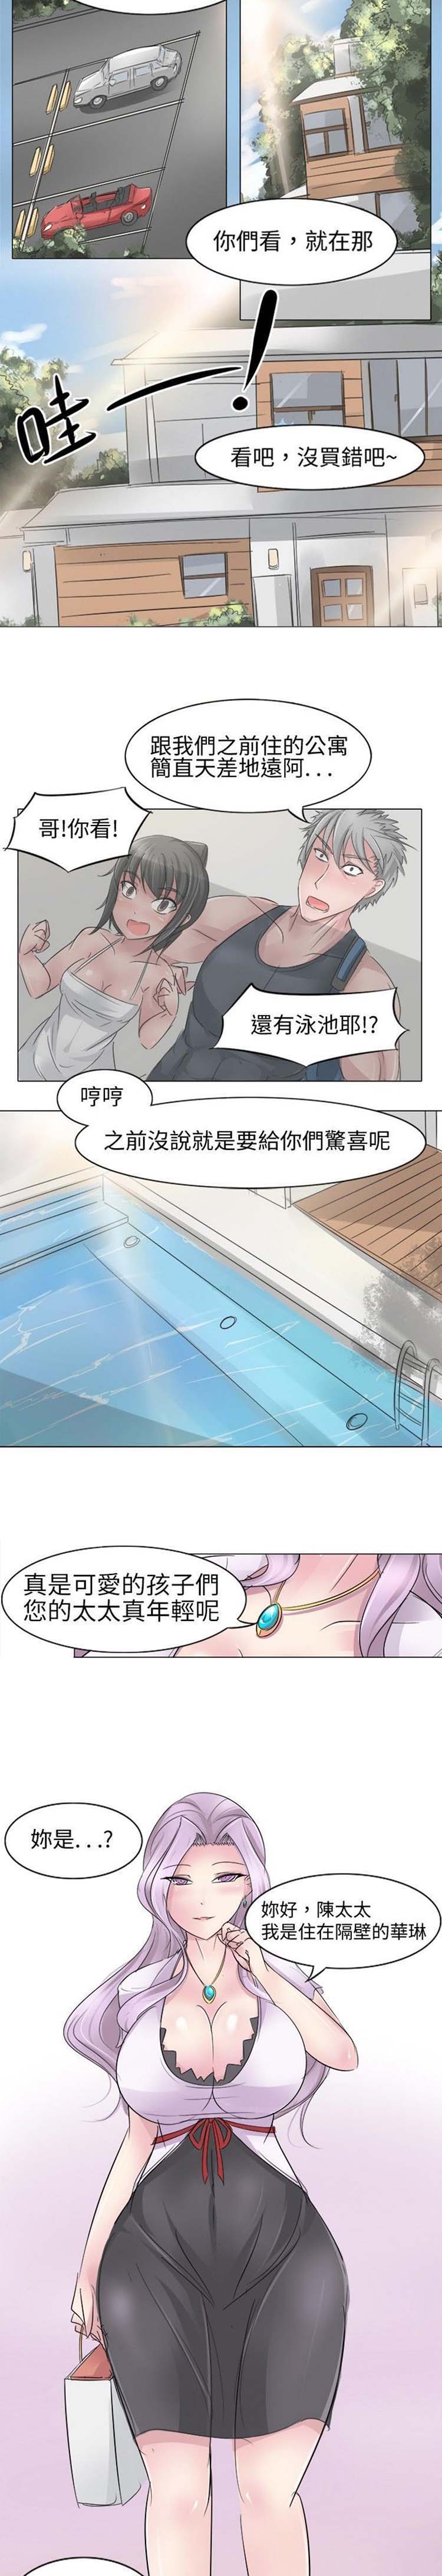 你們看，就在那
哇一！
看吧，沒買錯吧~
跟我們之前住的公寓
簡直天差地遠阿...
哥!你看!
還有泳池耶!?
哼哼
之前沒說就是要給你們驚喜呢
真是可愛的孩子們
您的太太真年輕呢
妳是...?
妳好，陳太太
我是住在隔壁的華琳